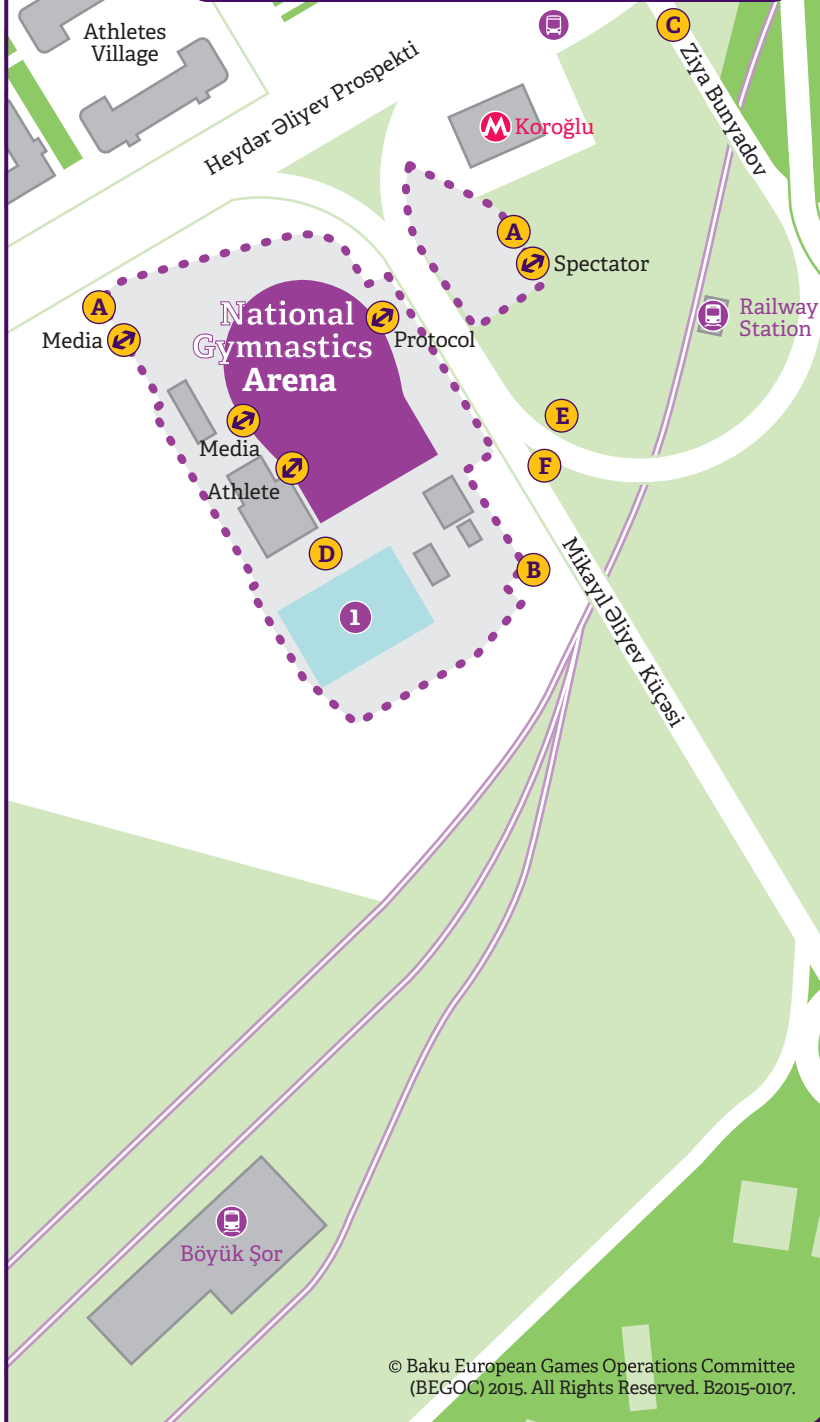 Athletes
Village
C
Ziya Bunyadov
Heydər Əliyev Prospekti
M Koroğlu
A
Spectator
A
Media
National
Gymnastics
Arena
Protocol
Railway
Station
Media
Athlete
E
F
D
B
1
Mikayıl Əliyev Küçəsi
Böyük Şor
© Baku European Games Operations Committee
(BEGOC) 2015. All Rights Reserved. B2015-0107.